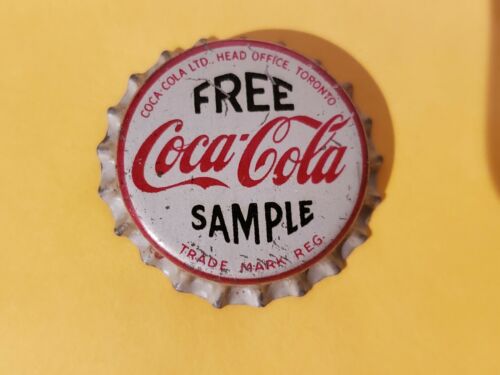 COCA-COLA LTD., HEAD OFFICE, TORONTO
FREE
Coca-Cola
SAMPLE
TRADE MARK REG.